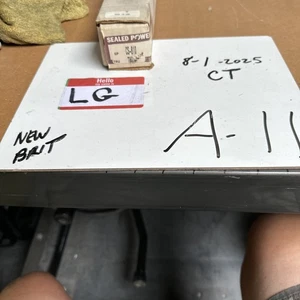 SEALED POWER
8-1-2025
CT
Hello
LG
A-11
NEW
BRIT